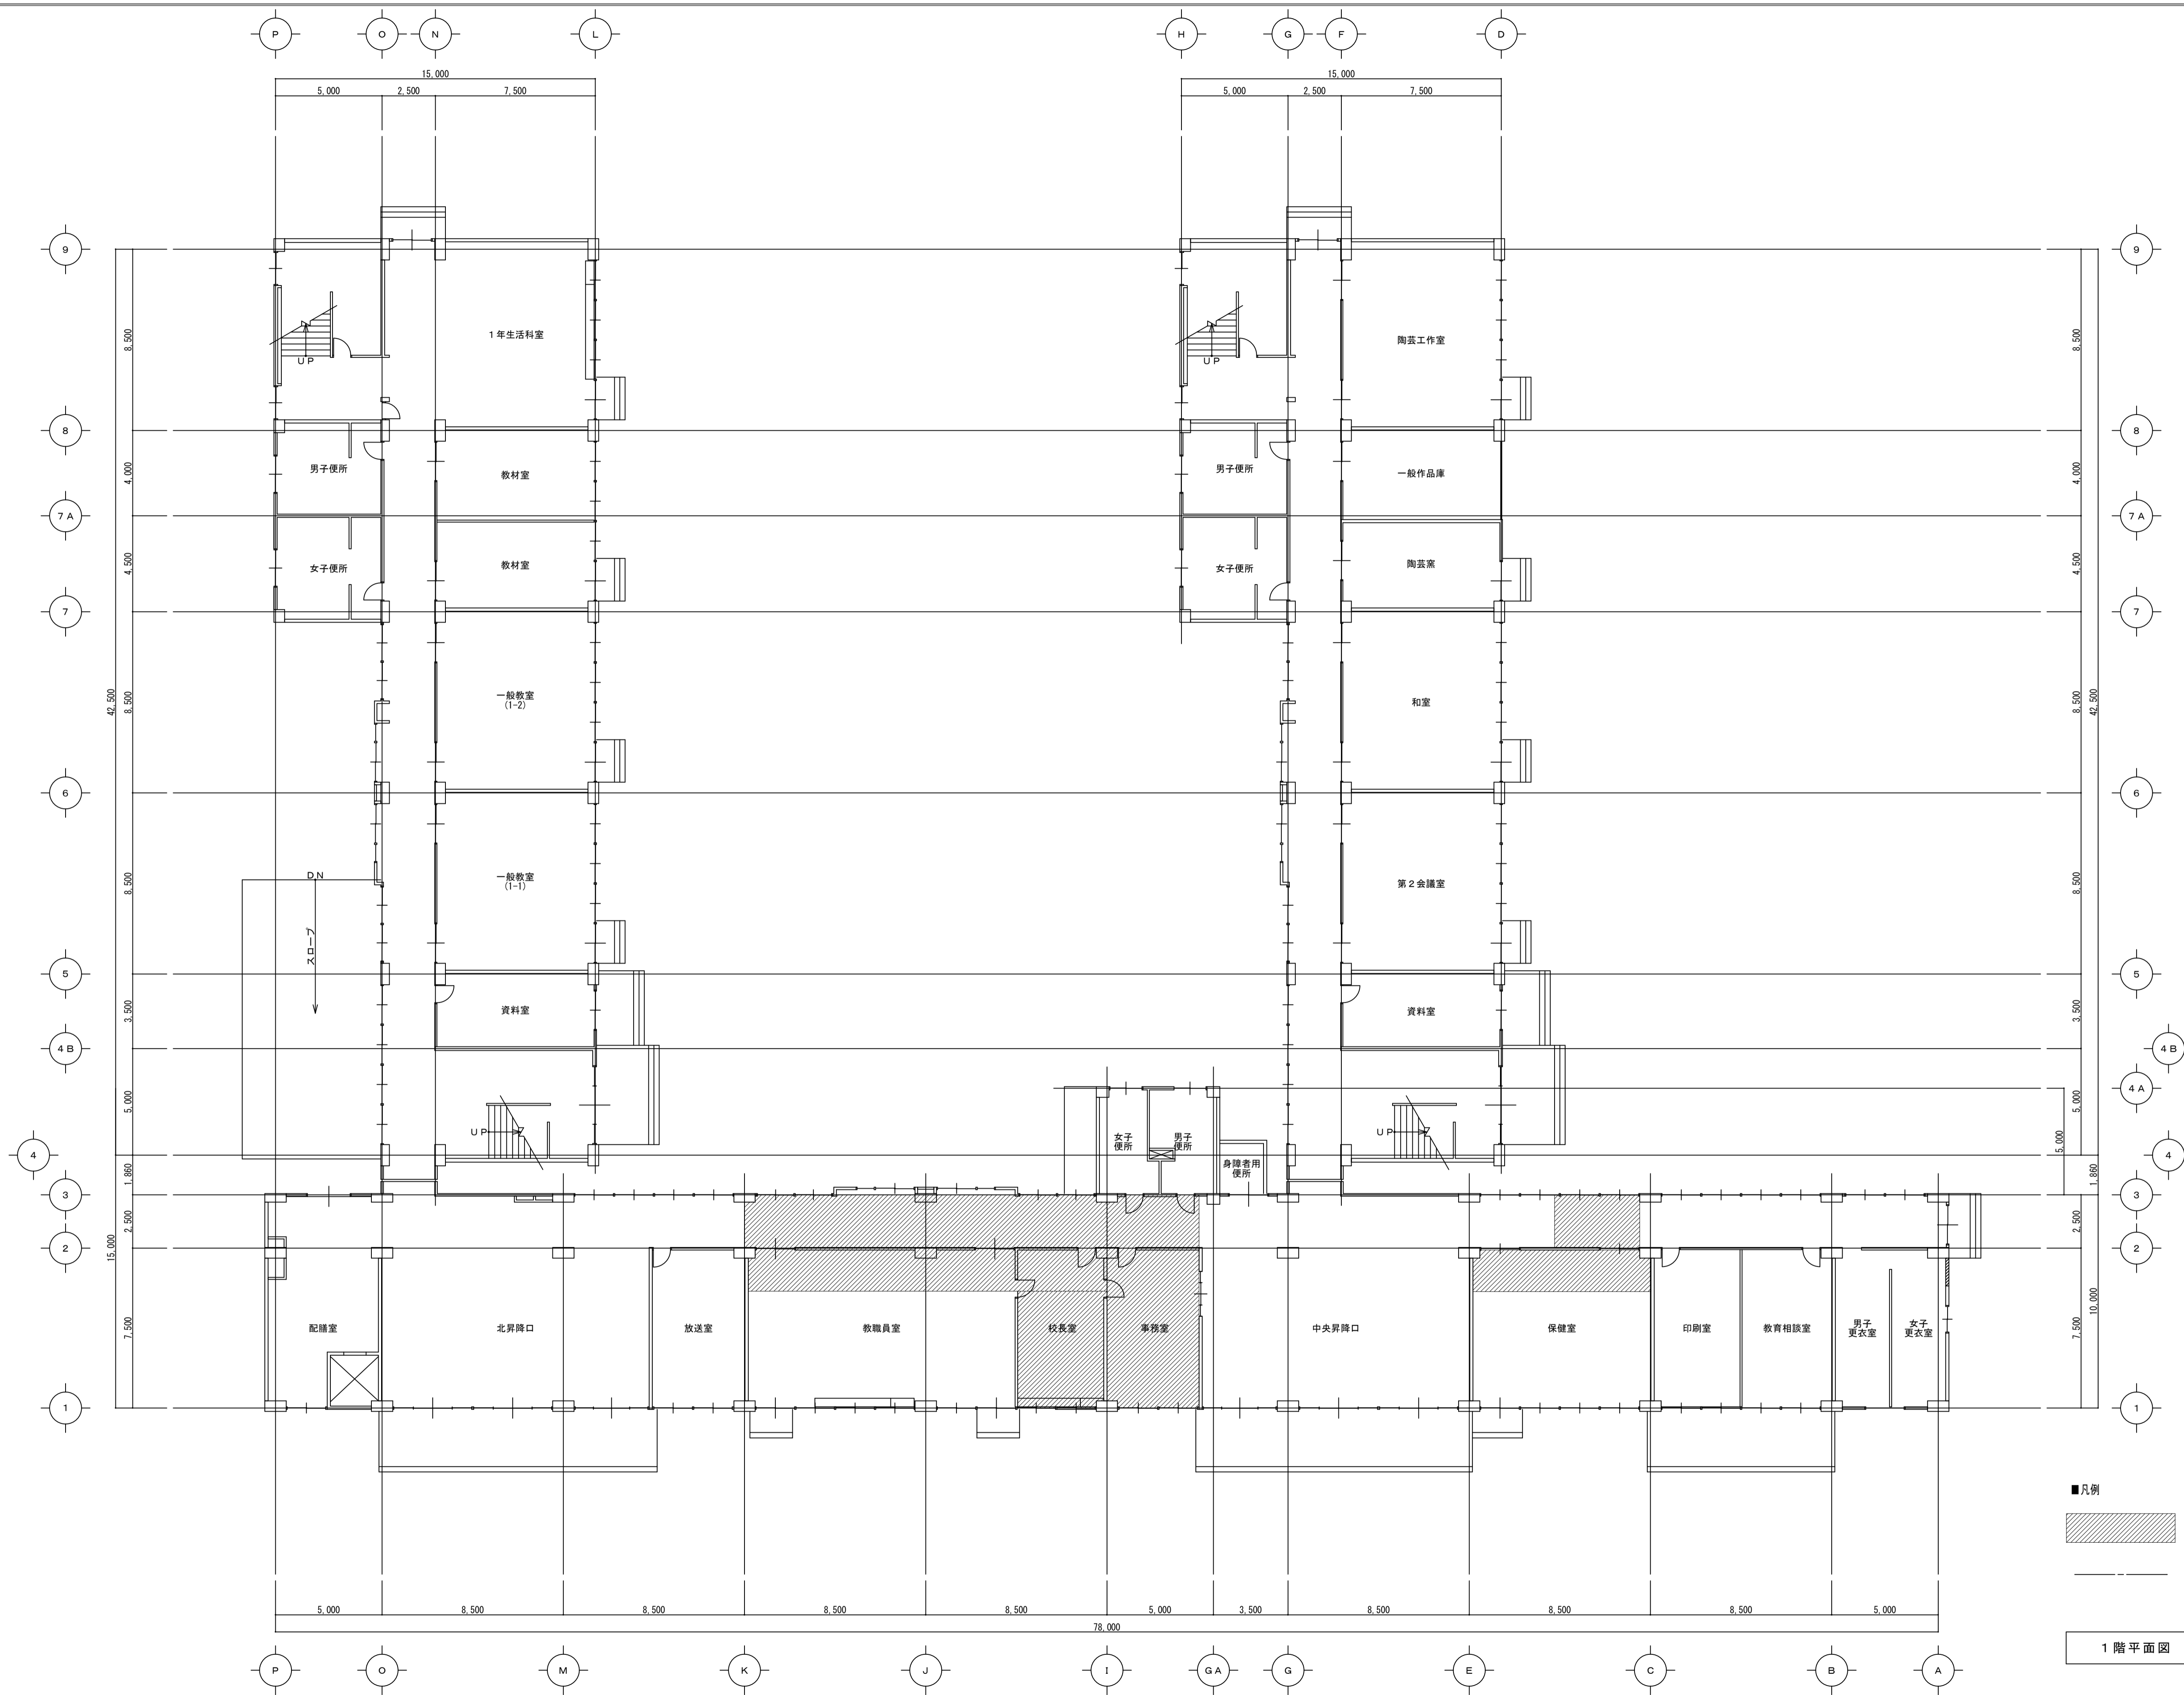 P O N L H G F D
15,000 15,000
5,000 2,500 7,500 5,000 2,500 7,500
9 9
8,500 1年生活科室 陶芸工作室 8,500
UP UP
8 8
4,000 男子便所 教材室 男子便所 一般作品庫 4,000
7A 7A
4,500 女子便所 教材室 女子便所 陶芸窯 4,500
7 7
42,500 8,500 一般教室 和室 8,500 42,500
(1-2)
6 6
8,500 DN 一般教室 第2会議室 8,500
(1-1)
スロープ
5 5
3,500 資料室 資料室 3,500
4B 4B
4A
5,000 5,000
UP 女子 男子 UP 5,000
便所 便所
4 4
1,860 身障者用 1,860
便所
3 3
2,500 2,500
2 2
15,000 10,000
7,500 配膳室 北昇降口 放送室 教職員室 校長室 事務室 中央昇降口 保健室 印刷室 教育相談室 男子 女子 7,500
更衣室 更衣室
1 1
■凡例
5,000 8,500 8,500 8,500 8,500 5,000 3,500 8,500 8,500 8,500 5,000
78,000
1階平面図
P O M K J I GA G E C B A